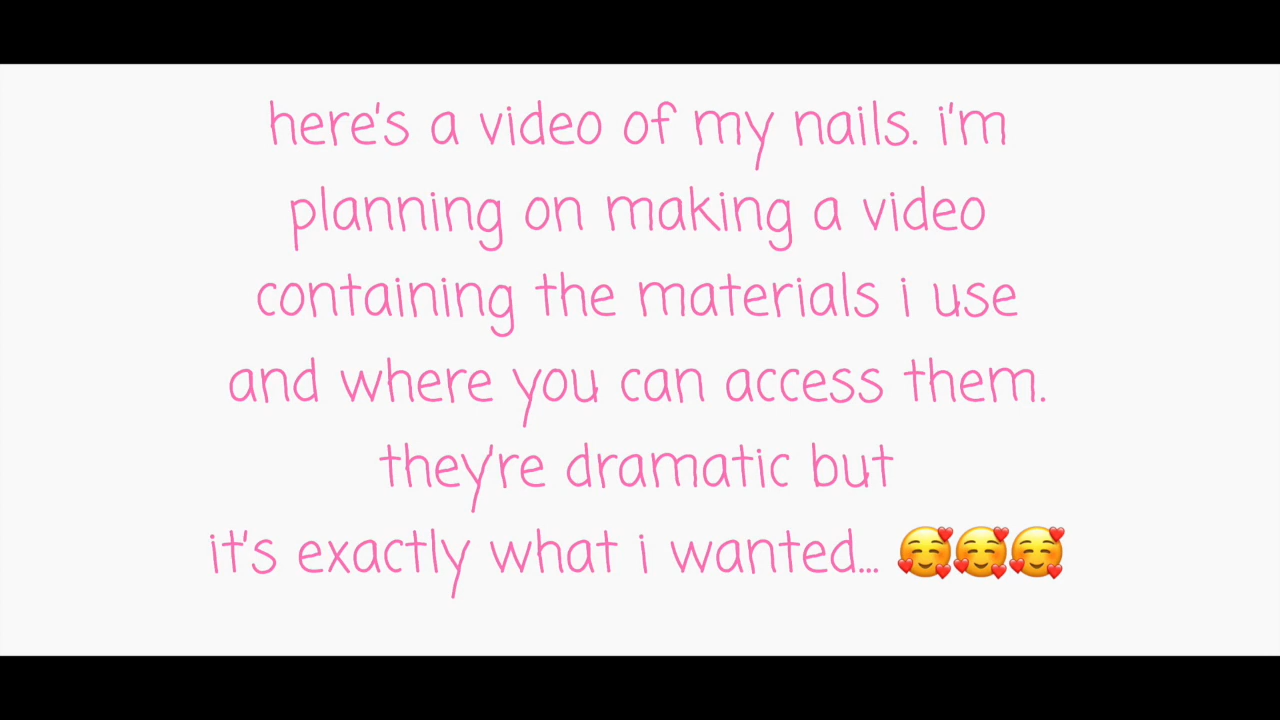 here's a video of my nails. i'm
planning on making a video
containing the materials i use
and where you can access them.
they're dramatic but
it's exactly what i wanted... 🥰🥰🥰